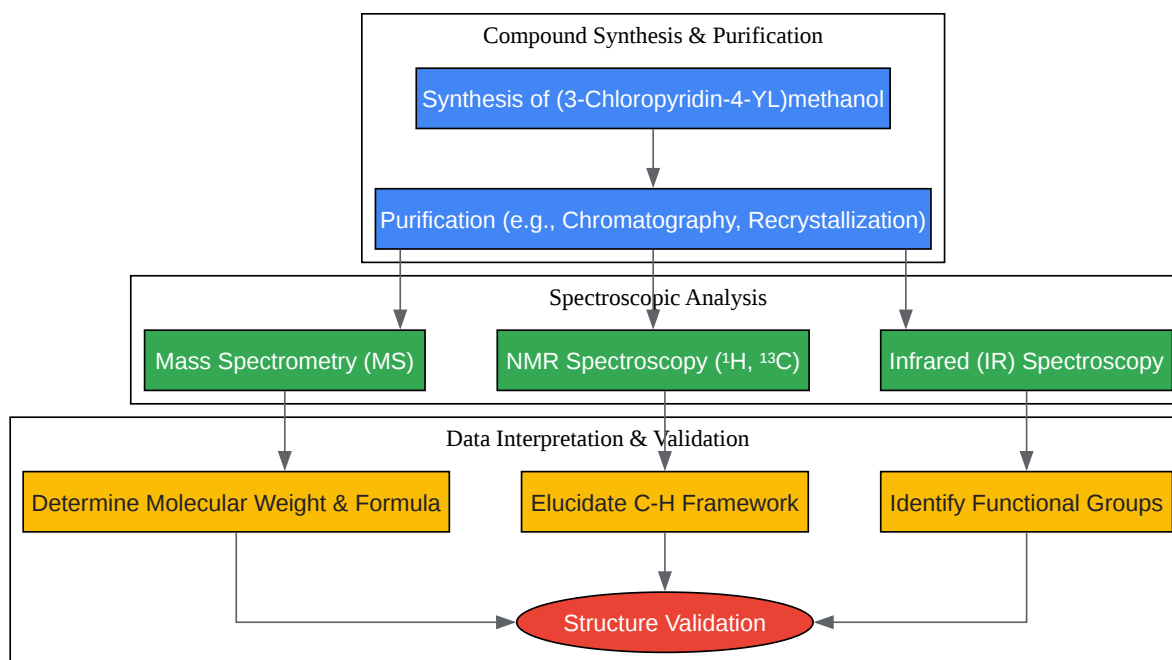 Compound Synthesis & Purification
Synthesis of (3-Chloropyridin-4-YL)methanol
Purification (e.g., Chromatography, Recrystallization)
Spectroscopic Analysis
Mass Spectrometry (MS)
NMR Spectroscopy (¹H, ¹³C)
Infrared (IR) Spectroscopy
Data Interpretation & Validation
Determine Molecular Weight & Formula
Elucidate C-H Framework
Identify Functional Groups
Structure Validation